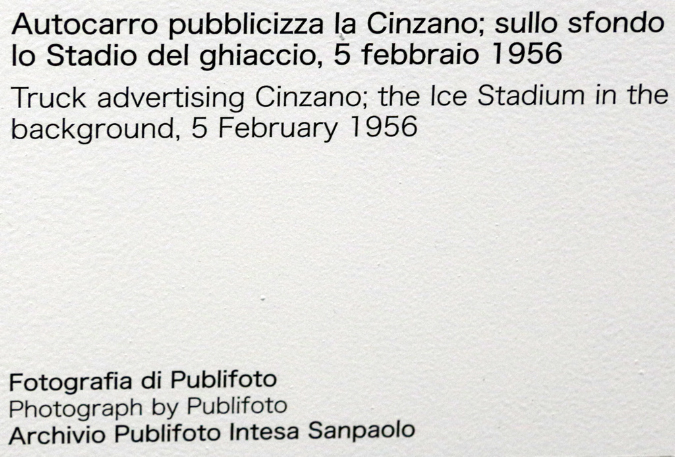 Autocarro pubblicizza la Cinzano; sullo sfondo
lo Stadio del ghiaccio, 5 febbraio 1956
Truck advertising Cinzano; the Ice Stadium in the
background, 5 February 1956
Fotografia di Publifoto
Photograph by Publifoto
Archivio Publifoto Intesa Sanpaolo